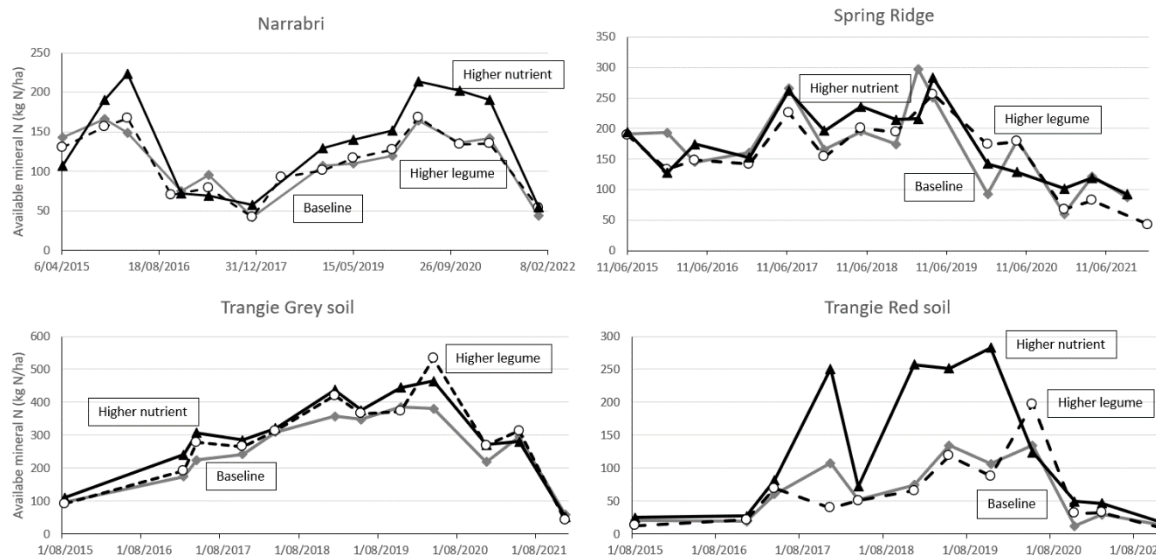 Narrabri
Available mineral N (kg N/ha)
250
200
150
100
50
0
6/04/2015 18/08/2016 31/12/2017 15/05/2019 26/09/2020 8/02/2022
Higher nutrient
Higher legume
Baseline
Spring Ridge
350
300
250
200
150
100
50
0
11/06/2015 11/06/2016 11/06/2017 11/06/2018 11/06/2019 11/06/2020 11/06/2021
Higher nutrient
Higher legume
Baseline
Trangie Grey soil
Availabe mineral N (kg N/ha)
600
500
400
300
200
100
0
1/08/2015 1/08/2016 1/08/2017 1/08/2018 1/08/2019 1/08/2020 1/08/2021
Higher legume
Higher nutrient
Baseline
Trangie Red soil
300
250
200
150
100
50
0
1/08/2015 1/08/2016 1/08/2017 1/08/2018 1/08/2019 1/08/2020
Higher nutrient
Higher legume
Baseline